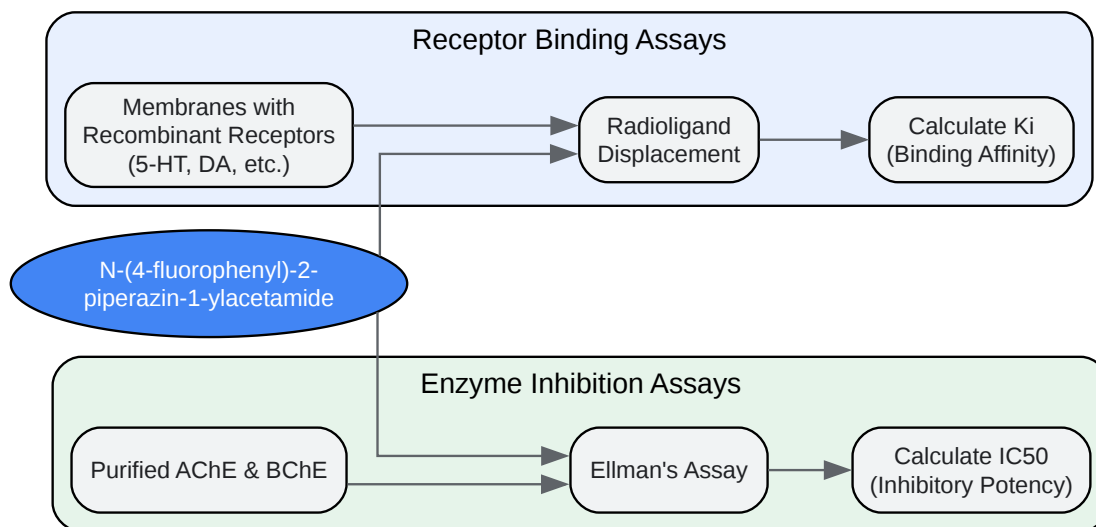 Receptor Binding Assays
Membranes with
Recombinant Receptors
(5-HT, DA, etc.)
Radioligand
Displacement
Calculate Ki
(Binding Affinity)
N-(4-fluorophenyl)-2-
piperazin-1-ylacetamide
Enzyme Inhibition Assays
Purified AChE & BChE
Ellman's Assay
Calculate IC50
(Inhibitory Potency)